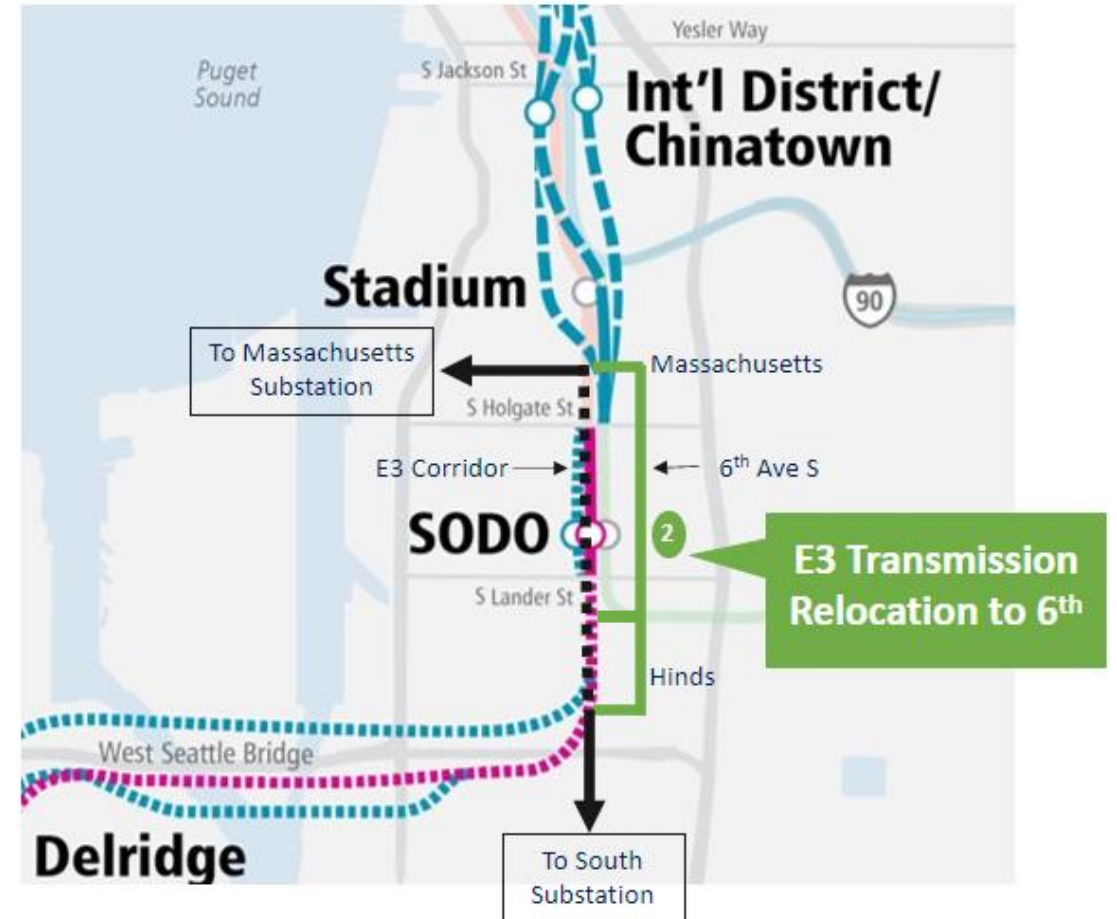 Yesler Way
Puget
Sound
S Jackson St
Int'l District/
Chinatown
Stadium
90
To Massachusetts
Substation
Massachusetts
S Holgate St
E3 Corridor
6th Ave S
SODO
2
E3 Transmission
Relocation to 6th
S Lander St
Hinds
West Seattle Bridge
Delridge
To South
Substation